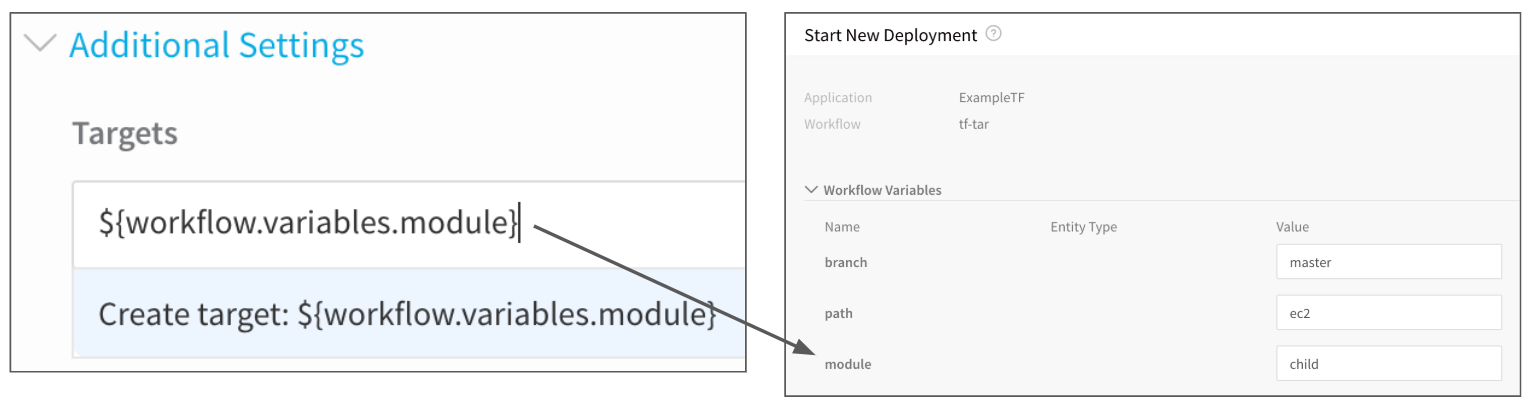 Additional Settings
Targets
${workflow.variables.module}
Create target: ${workflow.variables.module}
Start New Deployment ?
Application ExampleTF
Workflow tf-tar
Workflow Variables
Name Entity Type Value
branch master
path ec2
module child